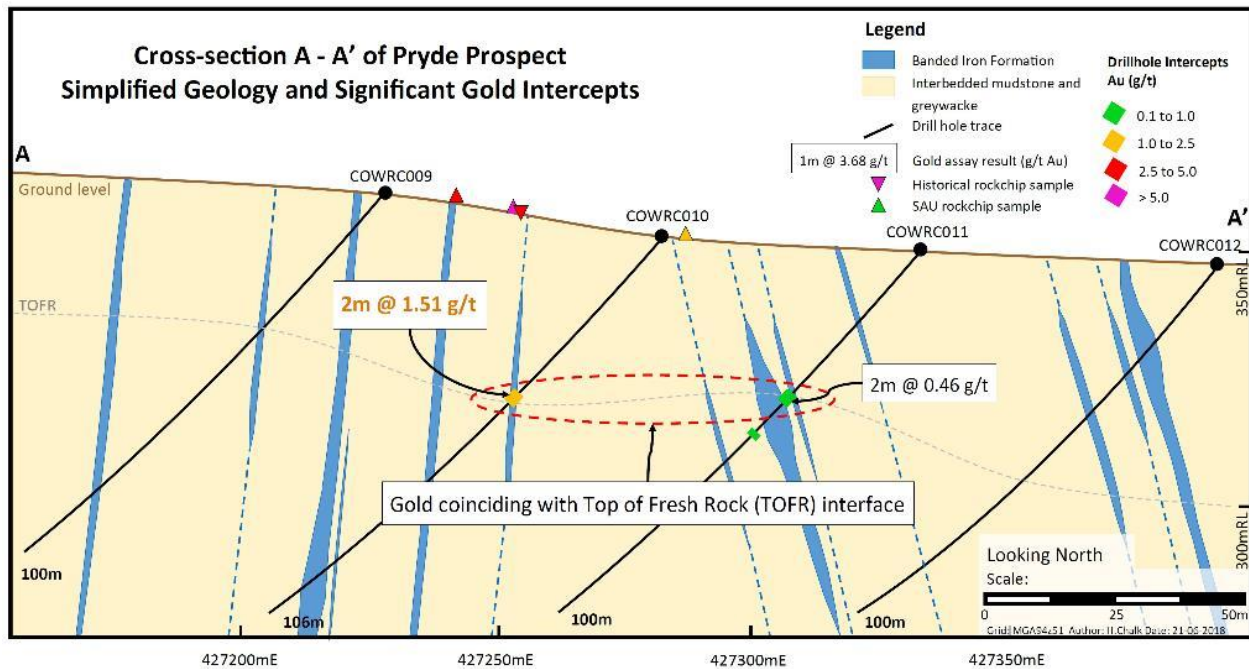 Cross-section A - A’ of Pryde Prospect
Simplified Geology and Significant Gold Intercepts
Legend
Banded Iron Formation
Interbedded mudstone and
greywacke
Drill hole trace
1m @ 3.68 g/t
Gold assay result (g/t Au)
Historical rockchip sample
SAU rockchip sample
Drillhole Intercepts
Au (g/t)
0.1 to 1.0
1.0 to 2.5
2.5 to 5.0
> 5.0
A
A’
Ground level
COWRC009
COWRC010
COWRC011
COWRC012
350mRL
TOFR
2m @ 1.51 g/t
2m @ 0.46 g/t
Gold coinciding with Top of Fresh Rock (TOFR) interface
300mRL
100m
106m
100m
100m
Looking North
Scale:
0
25
50m
Grid: MGA94z51 Author: H.Chalk Date: 21-06-2018
427200mE
427250mE
427300mE
427350mE